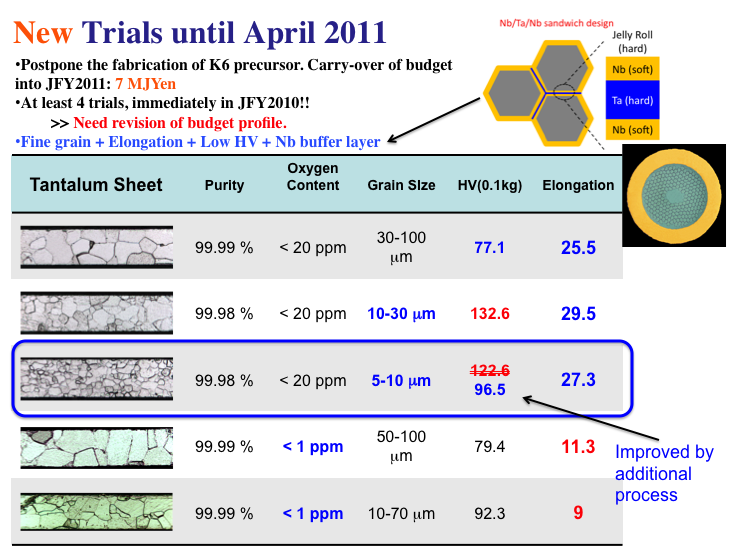 New Trials until April 2011
Nb/Ta/Nb sandwich design
Jelly Roll
(hard)
Nb (soft)
Ta (hard)
Nb (soft)
•Postpone the fabrication of K6 precursor. Carry-over of budget
into JFY2011: 7 MJYen
•At least 4 trials, immediately in JFY2010!!
>> Need revision of budget profile.
•Fine grain + Elongation + Low HV + Nb buffer layer
Tantalum Sheet Purity Oxygen Content Grain Size HV(0.1kg) Elongation
99.99 % < 20 ppm 30-100 μm 77.1 25.5
99.98 % < 20 ppm 10-30 μm 132.6 29.5
99.98 % < 20 ppm 5-10 μm 122.6 96.5 27.3
99.99 % < 1 ppm 50-100 μm 79.4 11.3
99.99 % < 1 ppm 10-70 μm 92.3 9
Improved by
additional
process